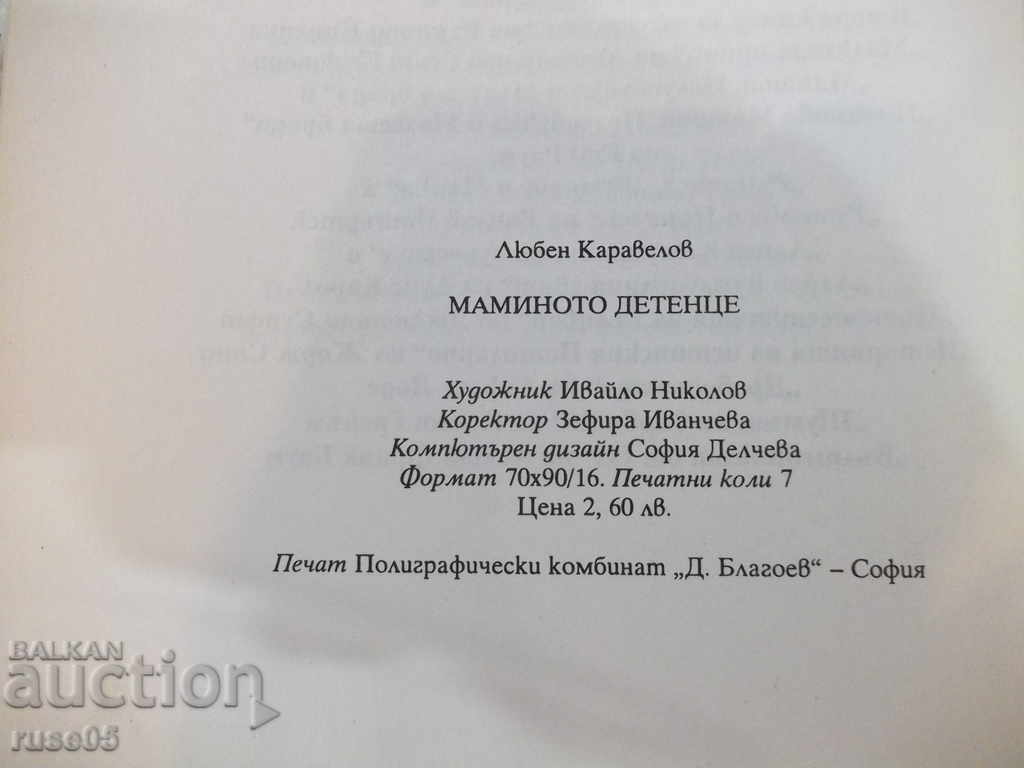 Любен Каравелов
МАМИНОТО ДЕТЕНЦЕ
Художник Ивайло Николов
Коректор Зефира Иванчева
Компютърен дизайн София Делчева
Формат 70x90/16. Печатни коли 7
Цена 2, 60 лв.
Печат Полиграфически комбинат „Д. Благоев“ – София
BALKAN
auction
ruse05